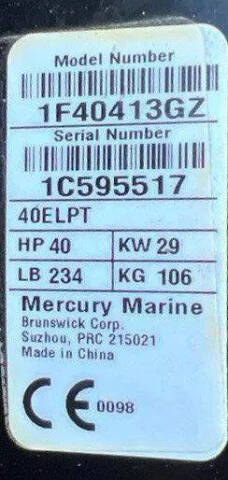 Model Number
1F40413GZ
Serial Number
1C595517
40ELPT
HP 40 KW 29
LB 234 KG 106
Mercury Marine
Brunswick Corp.
Suzhou, PRC 215021
Made in China
CE 0098